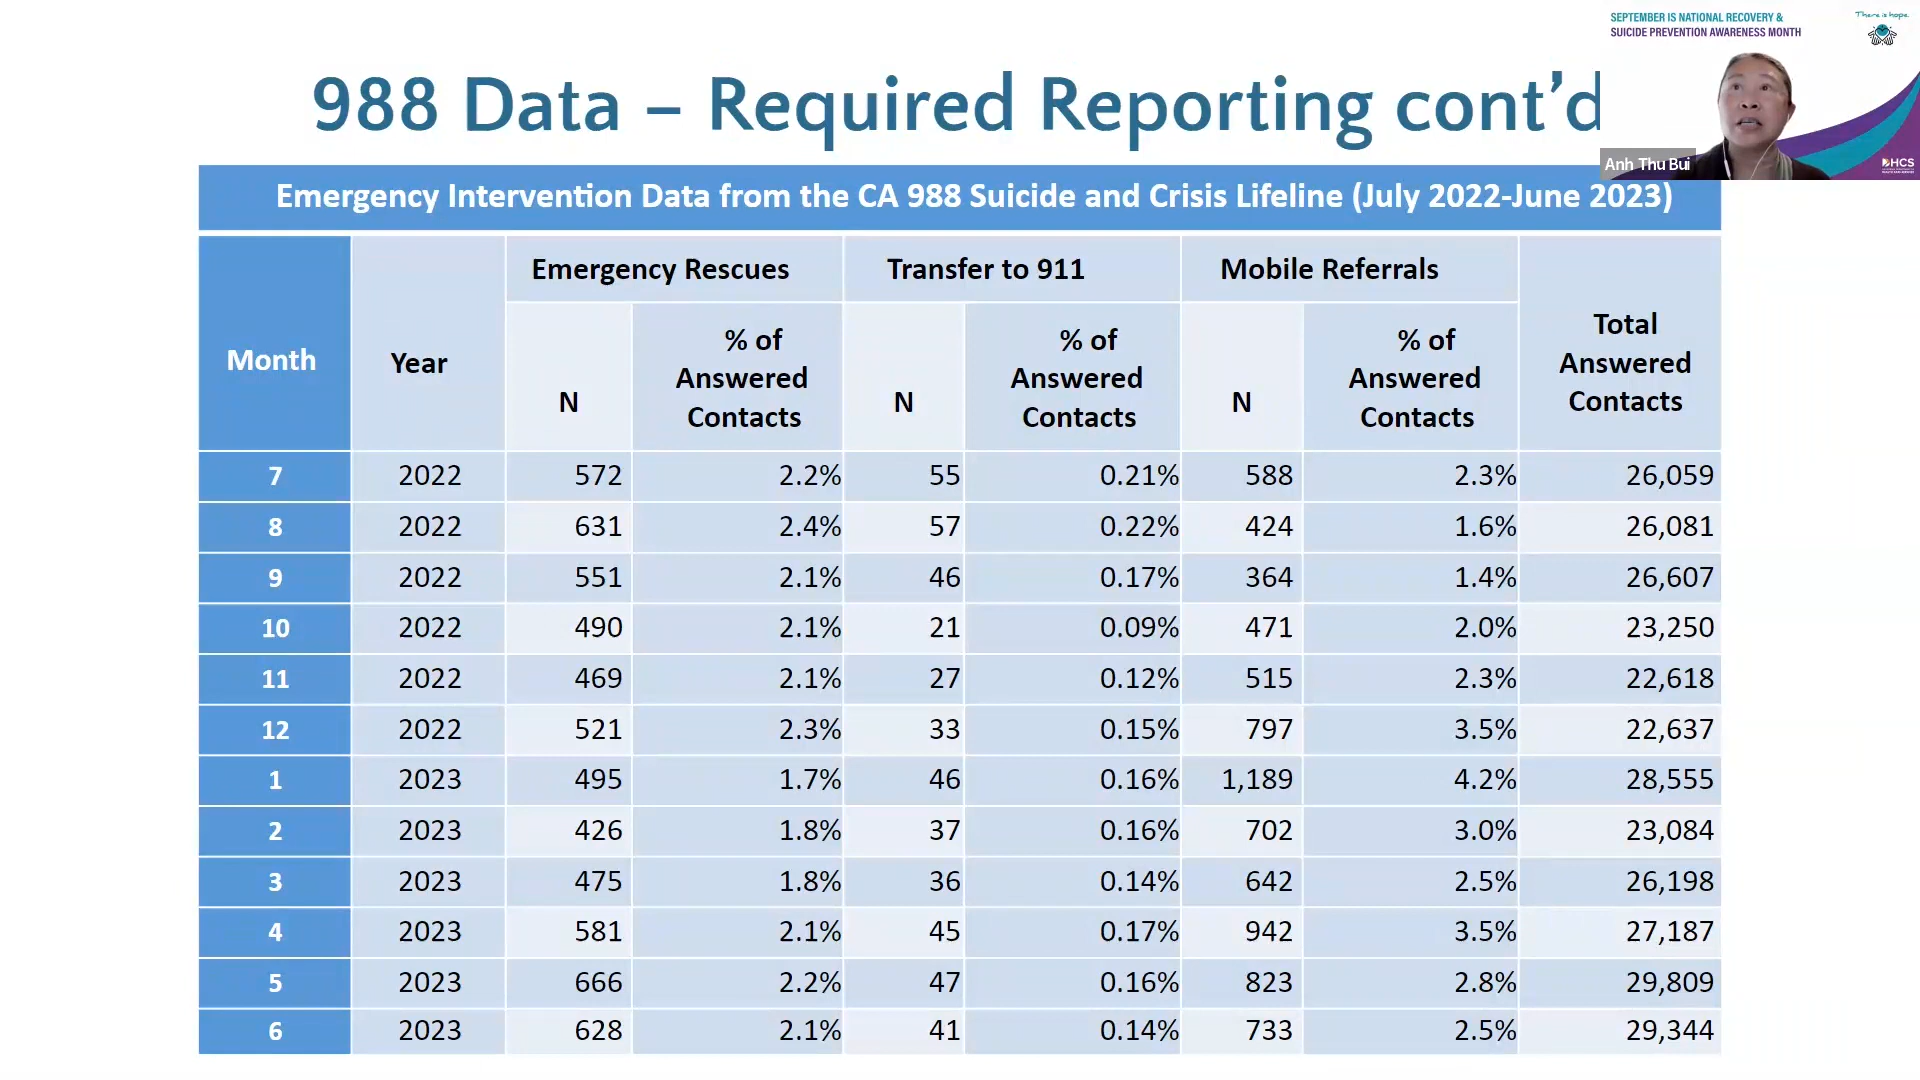 SEPTEMBER IS NATIONAL RECOVERY &
SUICIDE PREVENTION AWARENESS MONTH
There is hope.
988 Data – Required Reporting cont’d
Anh Thu Bui
HCS
Emergency Intervention Data from the CA 988 Suicide and Crisis Lifeline (July 2022-June 2023)
Month Year Emergency Rescues Transfer to 911 Mobile Referrals Total Answered Contacts
N % of Answered Contacts N % of Answered Contacts N % of Answered Contacts
7 2022 572 2.2% 55 0.21% 588 2.3% 26,059
8 2022 631 2.4% 57 0.22% 424 1.6% 26,081
9 2022 551 2.1% 46 0.17% 364 1.4% 26,607
10 2022 490 2.1% 21 0.09% 471 2.0% 23,250
11 2022 469 2.1% 27 0.12% 515 2.3% 22,618
12 2022 521 2.3% 33 0.15% 797 3.5% 22,637
1 2023 495 1.7% 46 0.16% 1,189 4.2% 28,555
2 2023 426 1.8% 37 0.16% 702 3.0% 23,084
3 2023 475 1.8% 36 0.14% 642 2.5% 26,198
4 2023 581 2.1% 45 0.17% 942 3.5% 27,187
5 2023 666 2.2% 47 0.16% 823 2.8% 29,809
6 2023 628 2.1% 41 0.14% 733 2.5% 29,344